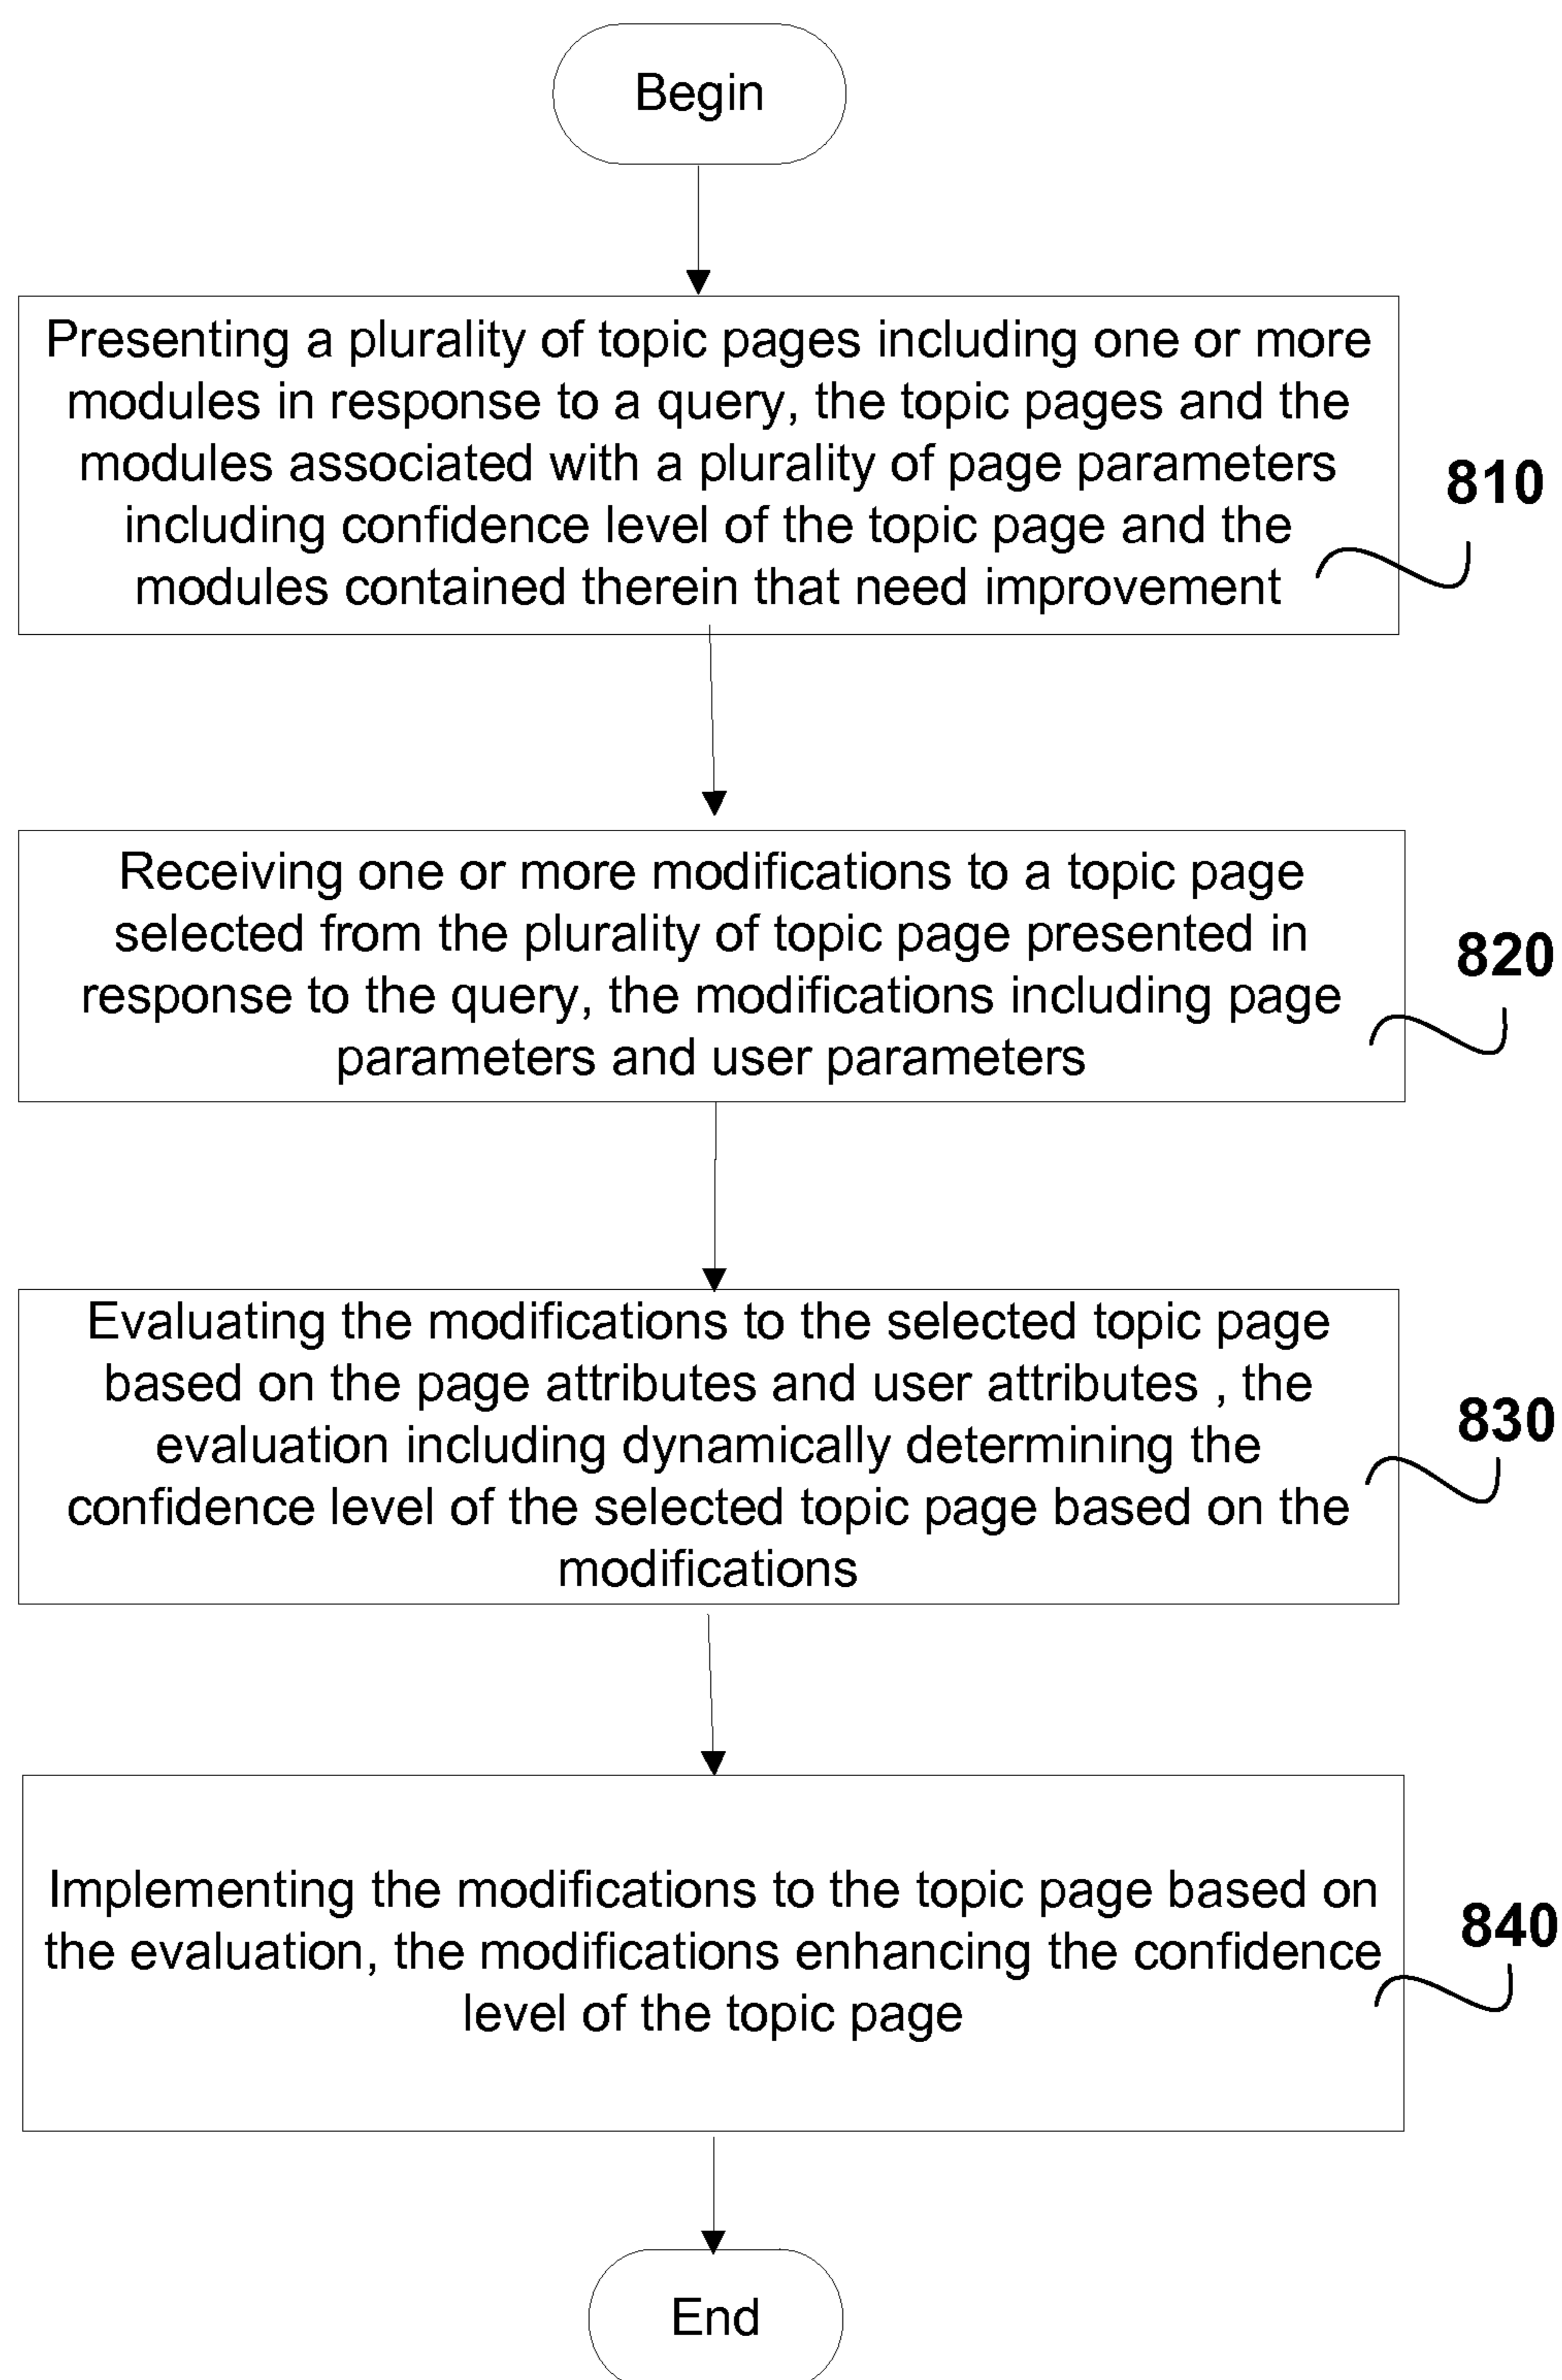 Begin
Presenting a plurality of topic pages including one or more
modules in response to a query, the topic pages and the
modules associated with a plurality of page parameters
including confidence level of the topic page and the
modules contained therein that need improvement
810
Receiving one or more modifications to a topic page
selected from the plurality of topic page presented in
response to the query, the modifications including page
parameters and user parameters
820
Evaluating the modifications to the selected topic page
based on the page attributes and user attributes , the
evaluation including dynamically determining the
confidence level of the selected topic page based on the
modifications
830
Implementing the modifications to the topic page based on
the evaluation, the modifications enhancing the confidence
level of the topic page
840
End